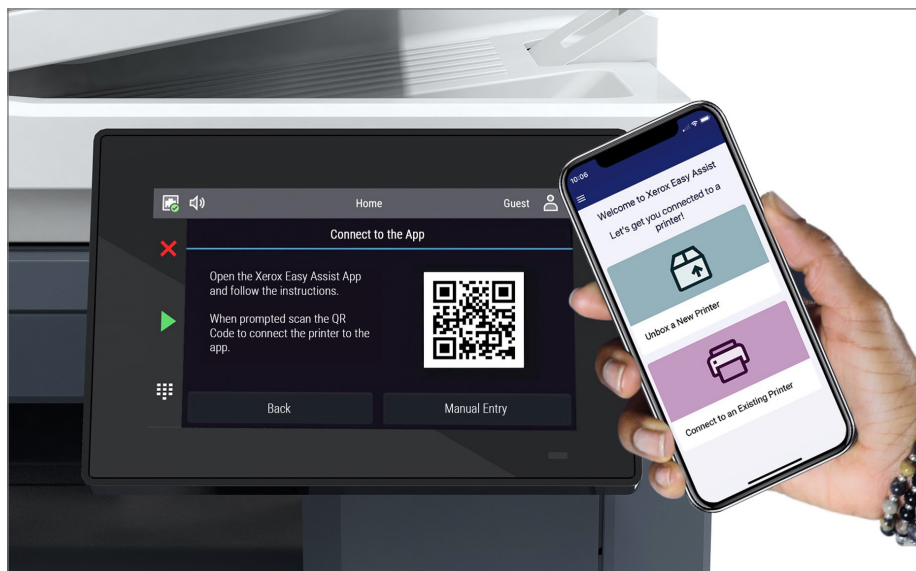 Home
Guest
Connect to the App
Open the Xerox Easy Assist App
and follow the instructions.
When prompted scan the QR
Code to connect the printer to the
app.
Back
Manual Entry
10:06
Welcome to Xerox Easy Assist
Let's get you connected to a
printer!
Unbox a New Printer
Connect to an Existing Printer